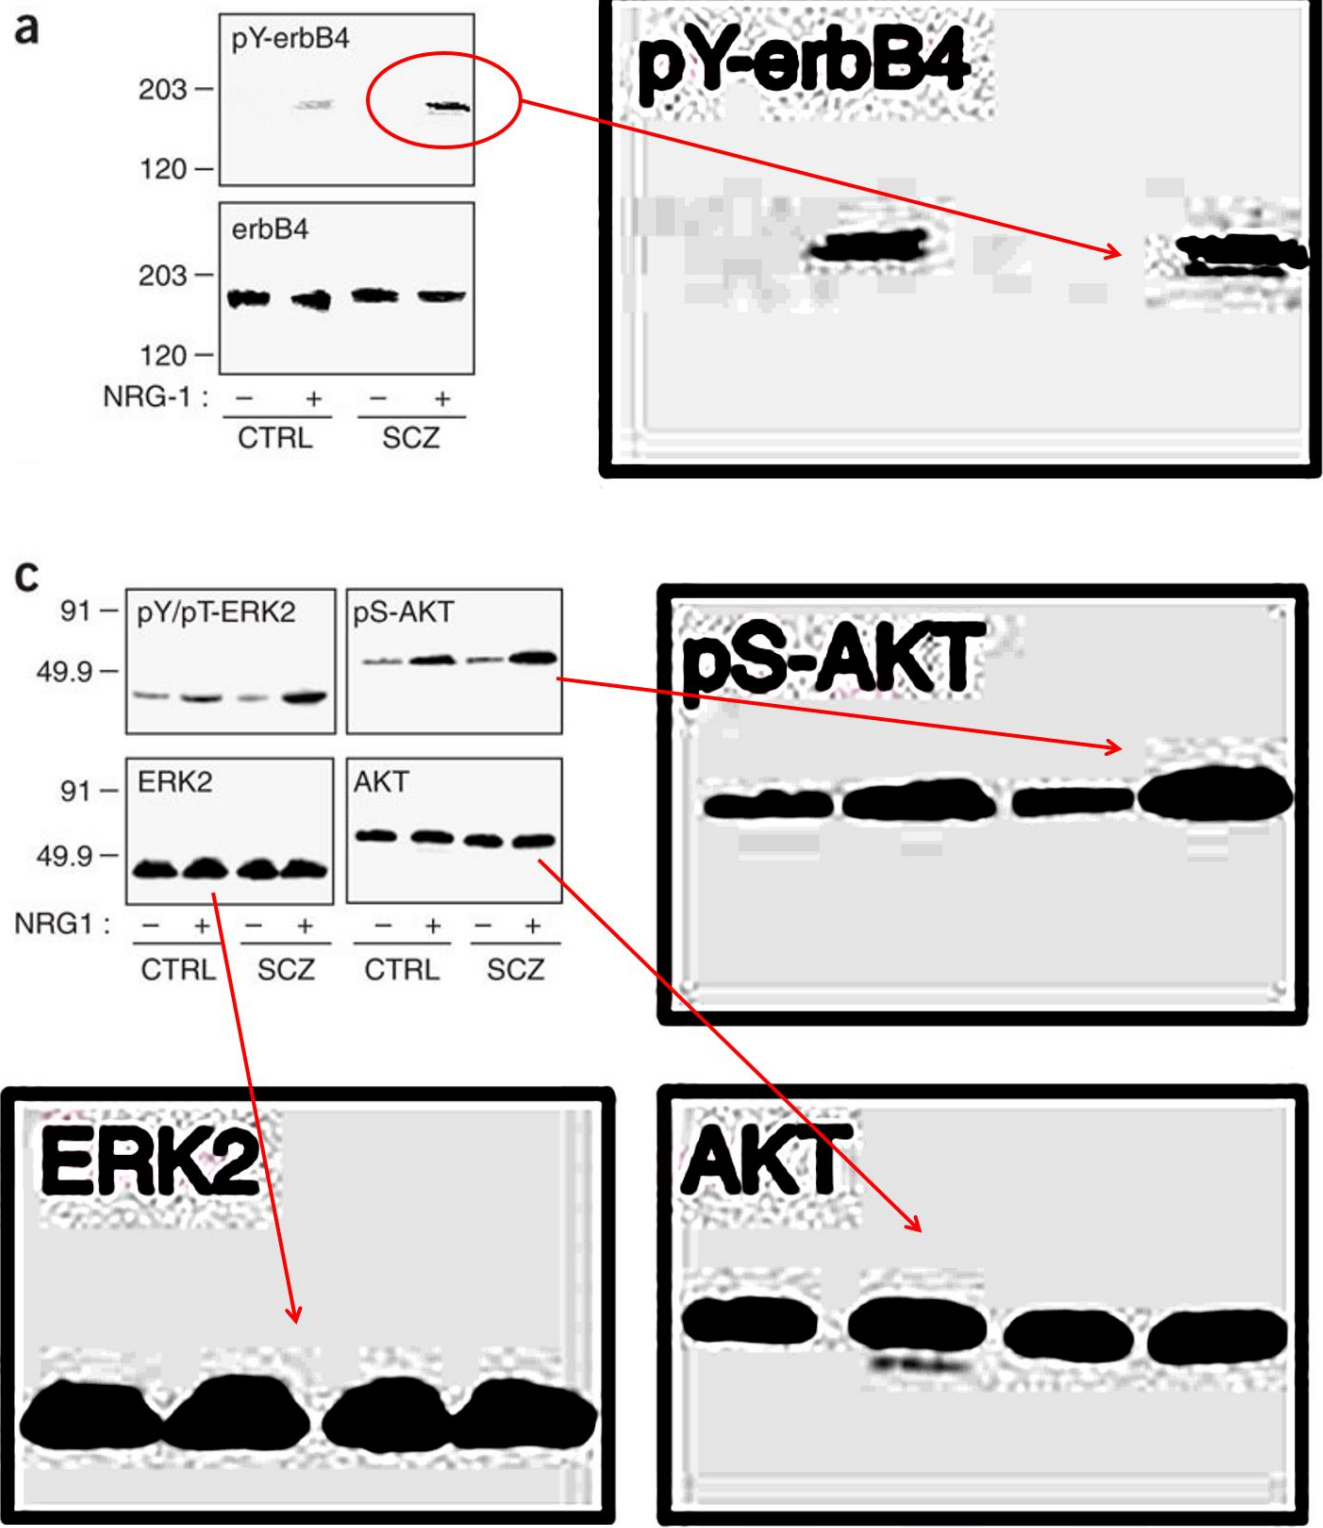 a
pY-erbB4
203
120
erbB4
203
120
NRG-1 : – + – +
CTRL SCZ
pY-erbB4
c
pY/pT-ERK2 pS-AKT
91
49.9
ERK2 AKT
91
49.9
NRG1 : – + – + – + – +
CTRL SCZ CTRL SCZ
pS-AKT
ERK2
AKT